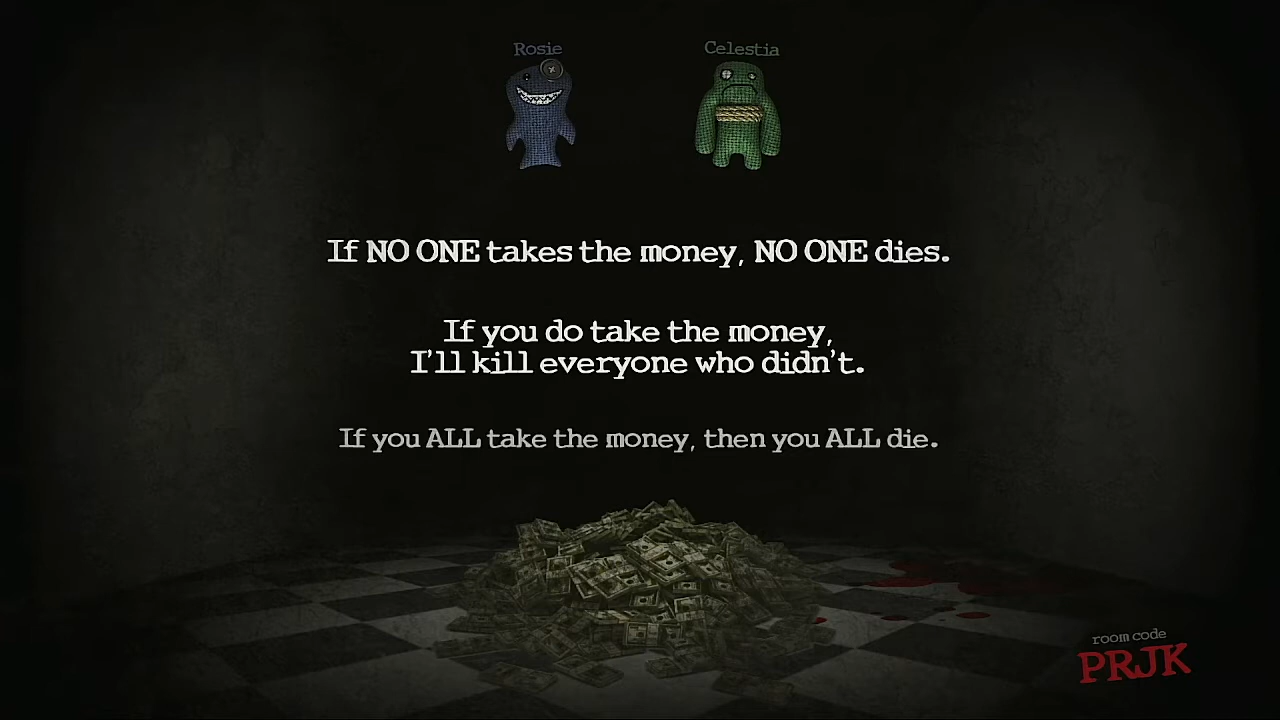 Rosie
Celestia
If NO ONE takes the money, NO ONE dies.
If you do take the money,
I'll kill everyone who didn't.
If you ALL take the money, then you ALL die.
room code
PRJK